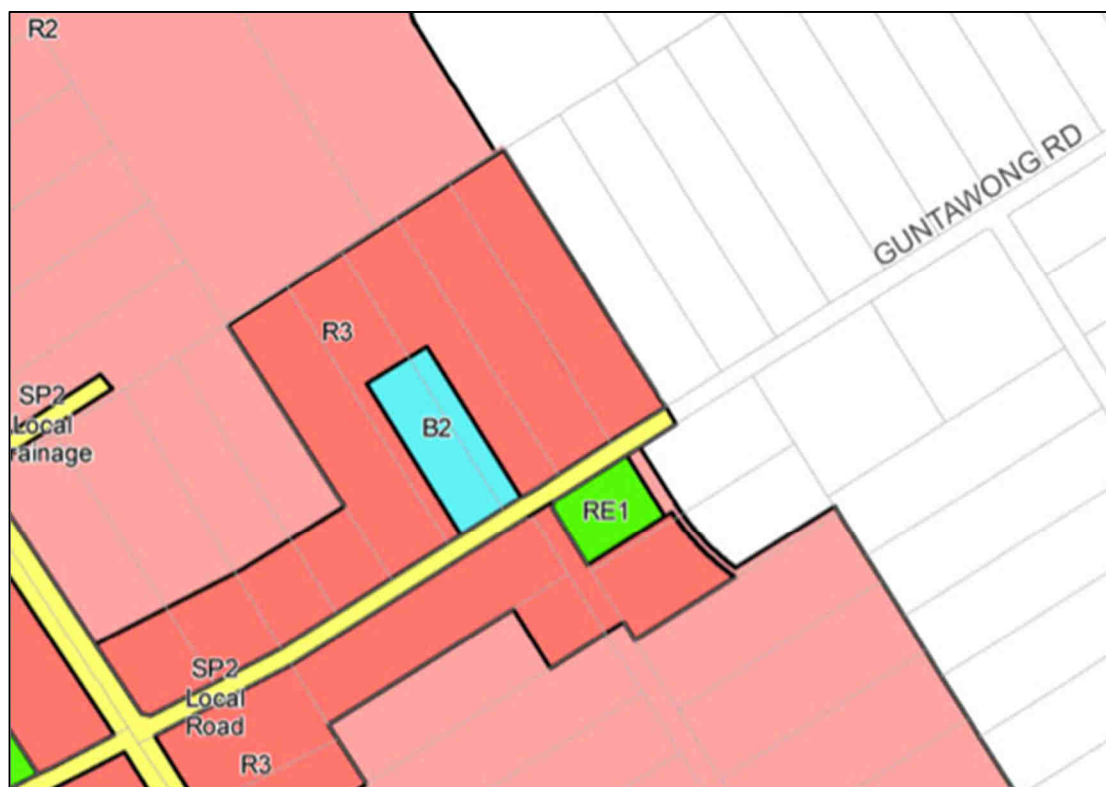 R2
GUNTAWONG RD
R3
SP2
Local
rainage
B2
RE1
SP2
Local
Road
R3